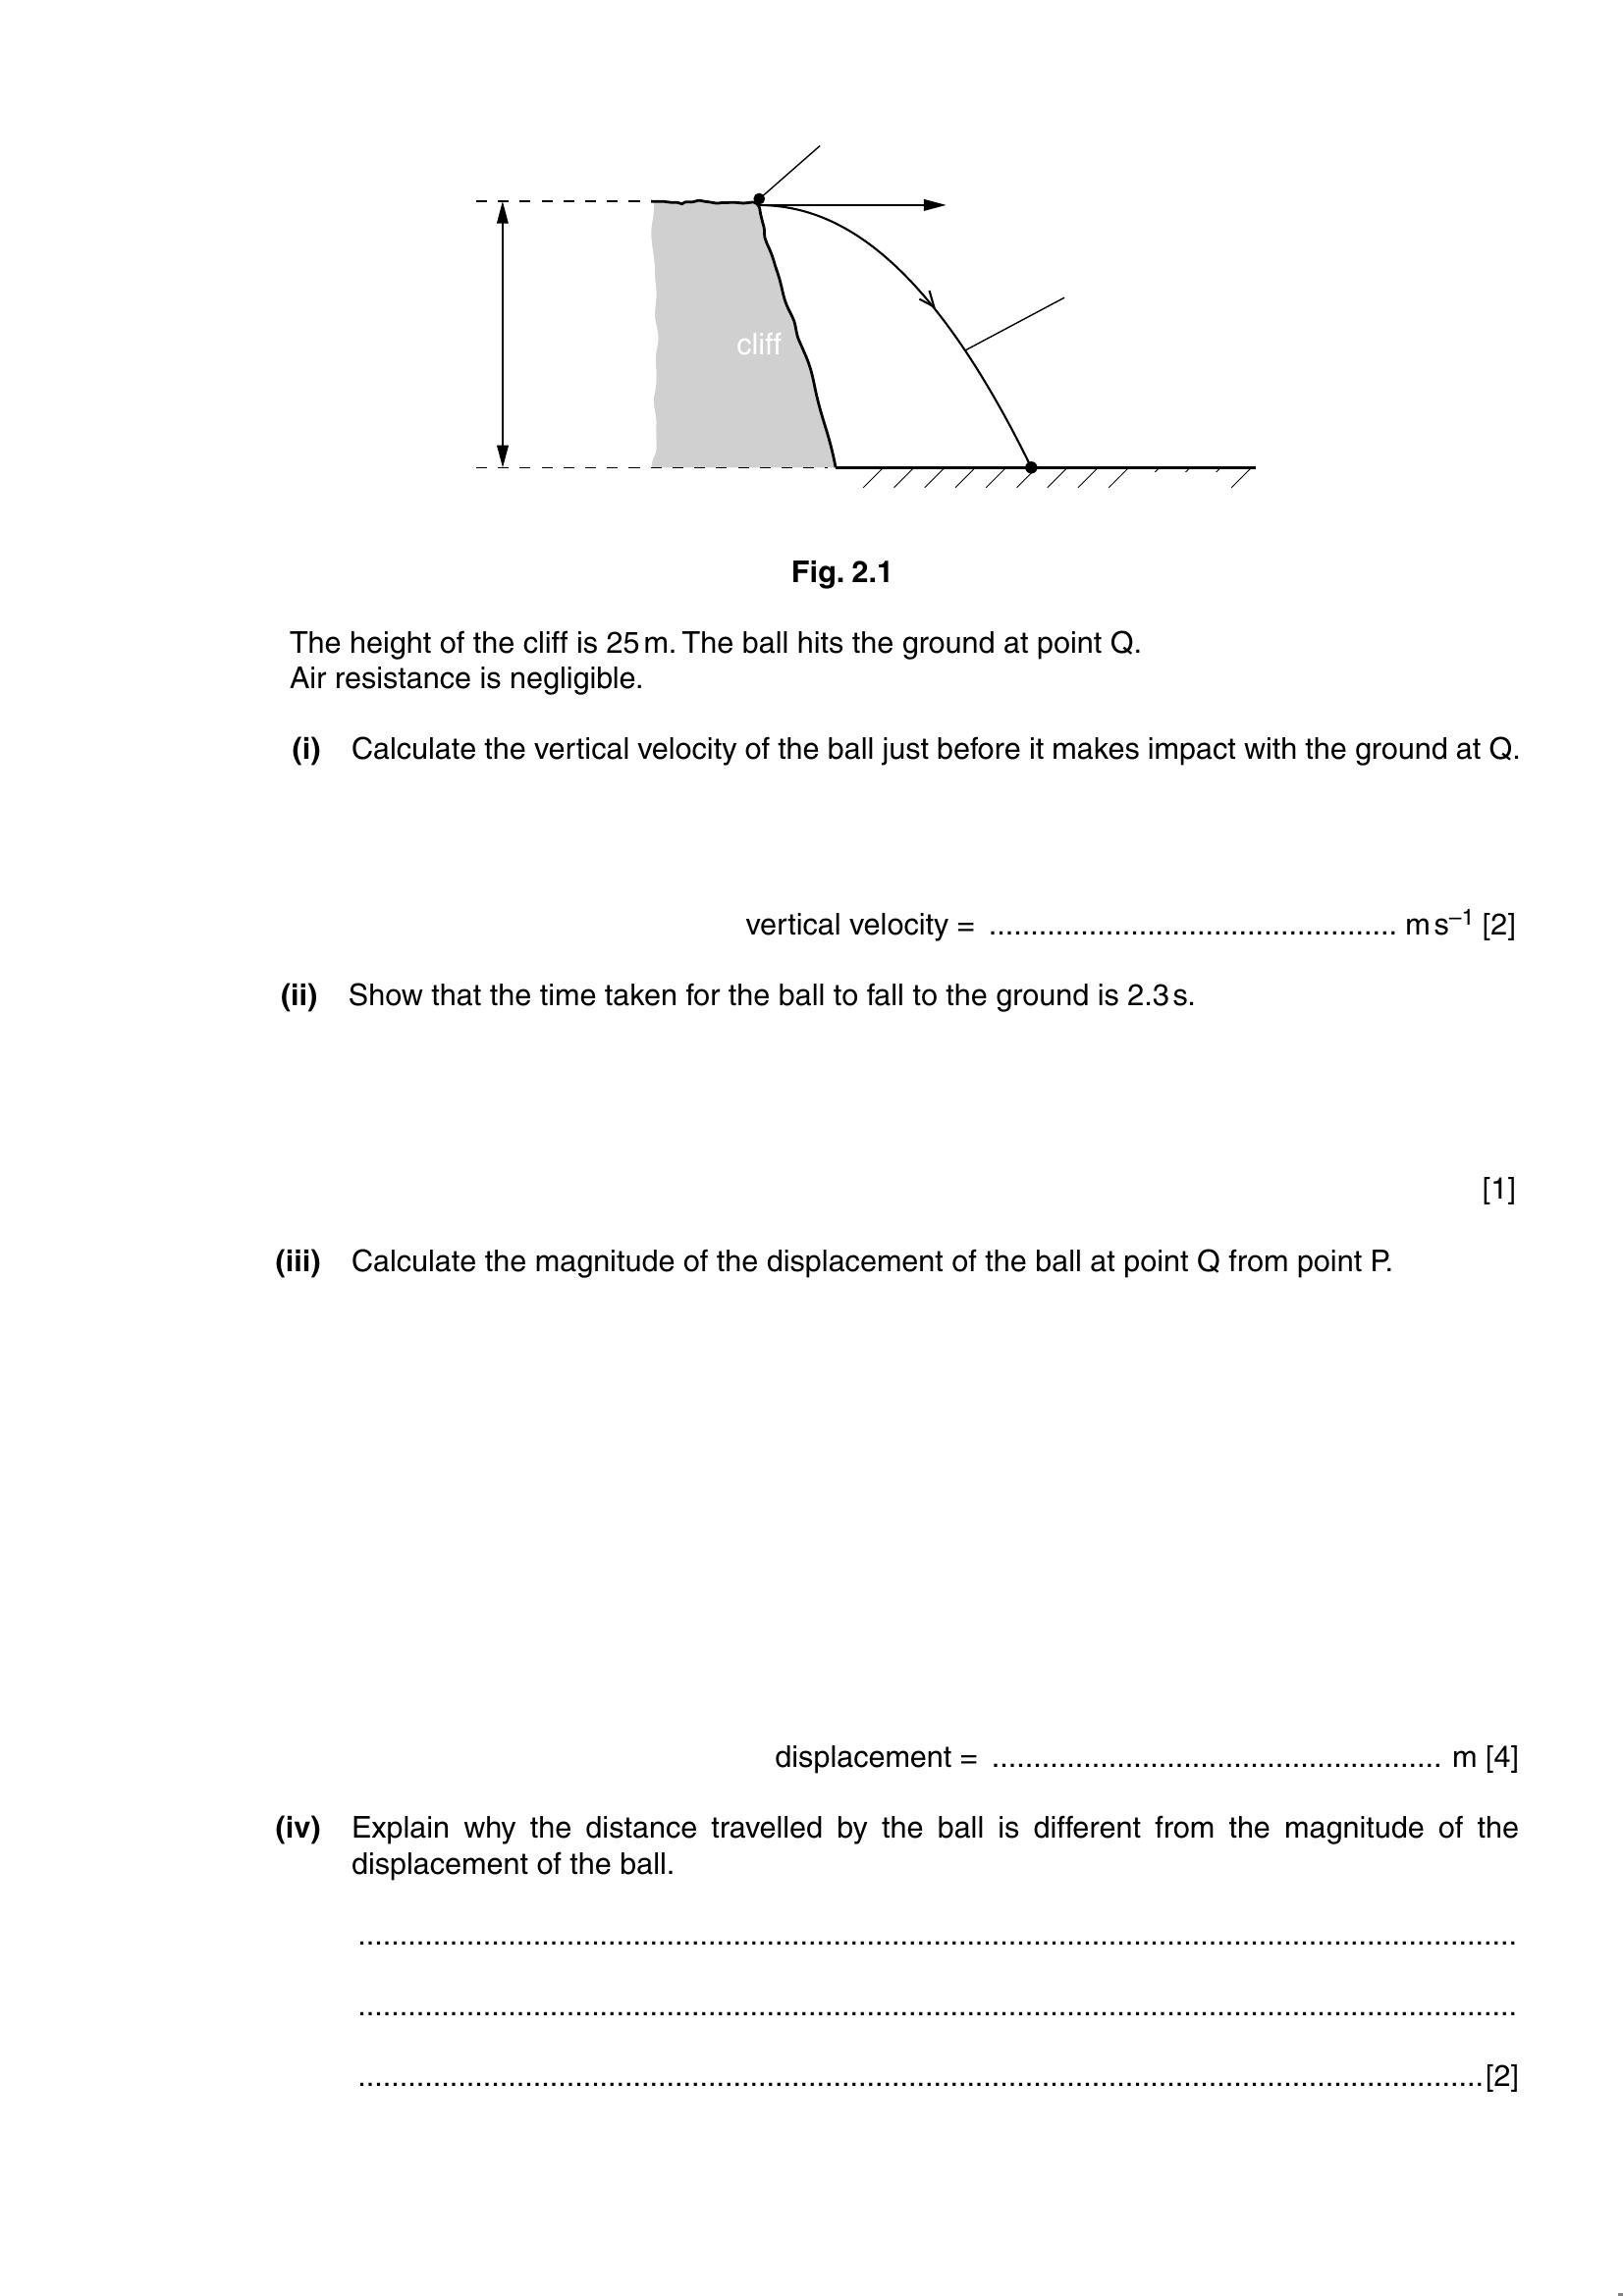 cliff
Fig. 2.1
The height of the cliff is 25 m. The ball hits the ground at point Q.
Air resistance is negligible.
(i) Calculate the vertical velocity of the ball just before it makes impact with the ground at Q.
vertical velocity = ................................................. m s⁻¹ [2]
(ii) Show that the time taken for the ball to fall to the ground is 2.3 s.
[1]
(iii) Calculate the magnitude of the displacement of the ball at point Q from point P.
displacement = ...................................................... m [4]
(iv) Explain why the distance travelled by the ball is different from the magnitude of the
displacement of the ball.
..........................................................................................................................................
..........................................................................................................................................
......................................................................................................................................[2]